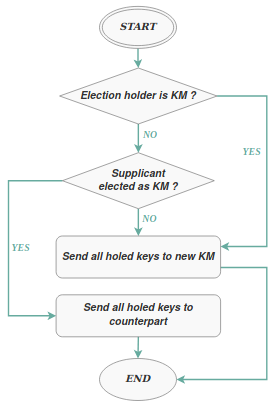 START
Election holder is KM ?
NO
YES
Supplicant
elected as KM ?
NO
YES
Send all holed keys to new KM
Send all holed keys to
counterpart
END